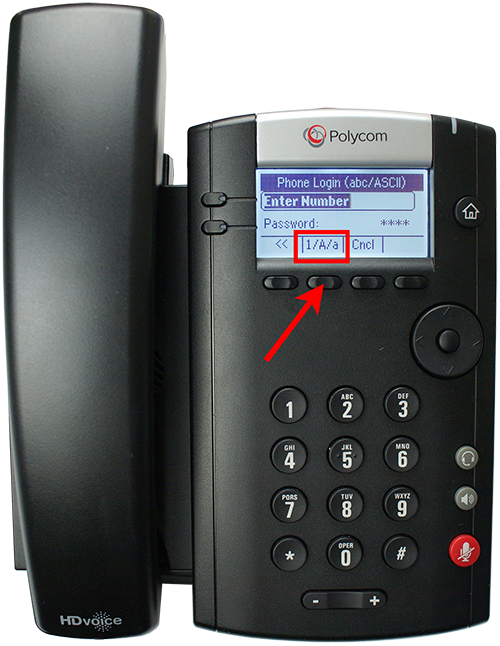 Polycom
Phone Login (abc/ASCII)
Enter Number
Password: ****
<< 1/A/a Cncl
1
ABC
2
DEF
3
GHI
4
JKL
5
MNO
6
PQRS
7
TUV
8
WXYZ
9
*
OPER
0
#
- +
HDvoice